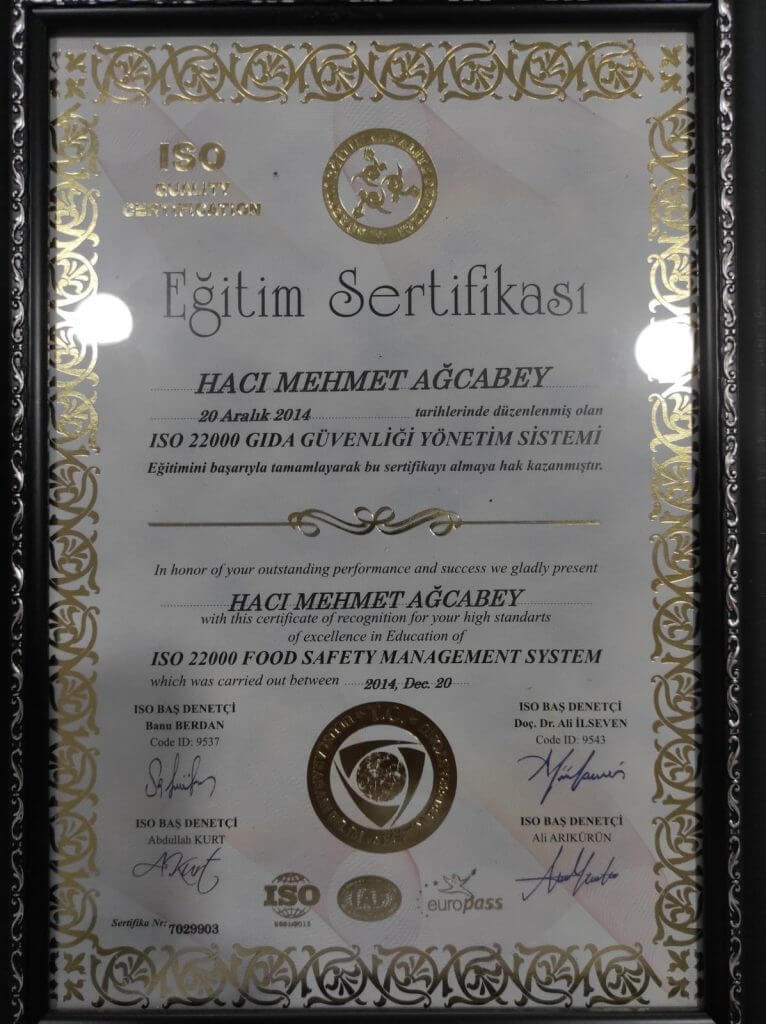 ISO
QUALITY
CERTIFICATION
Eğitim Sertifikası
HACI MEHMET AĞCABEY
20 Aralık 2014 tarihlerinde düzenlenmiş olan
ISO 22000 GIDA GÜVENLİĞİ YÖNETİM SİSTEMİ
Eğitimini başarıyla tamamlayarak bu sertifikayı almaya hak kazanmıştır.
In honor of your outstanding performance and success we gladly present
HACI MEHMET AĞCABEY
with this certificate of recognition for your high standarts
of excellence in Education of
ISO 22000 FOOD SAFETY MANAGEMENT SYSTEM
which was carried out between 2014, Dec. 20
ISO BAŞ DENETÇİ
Banu BERDAN
Code ID: 9537
ISO BAŞ DENETÇİ
Doç. Dr. Ali İLSEVEN
Code ID: 9543
T.C.
ISO BAŞ DENETÇİ
Abdullah KURT
ISO BAŞ DENETÇİ
Ali ARIKÜRÜN
ISO
IAF
europass
Sertifika Nr: 7029903